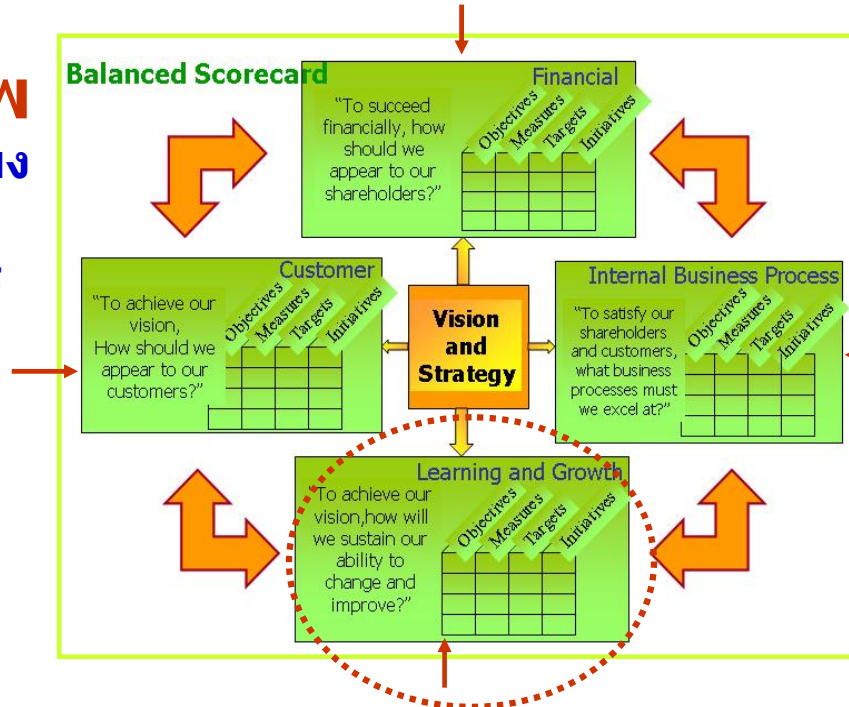 Balanced Scorecard
Financial
“To succeed
financially, how
should we
appear to our
shareholders?”
Objectives
Measures
Targets
Initiatives
Customer
“To achieve our
vision,
How should we
appear to our
customers?”
Objectives
Measures
Targets
Initiatives
Vision
and
Strategy
Internal Business Process
“To satisfy our
shareholders
and customers,
what business
processes must
we excel at?”
Objectives
Measures
Targets
Initiatives
Learning and Growth
“To achieve our
vision,how will
we sustain our
ability to
change and
improve?”
Objectives
Measures
Targets
Initiatives